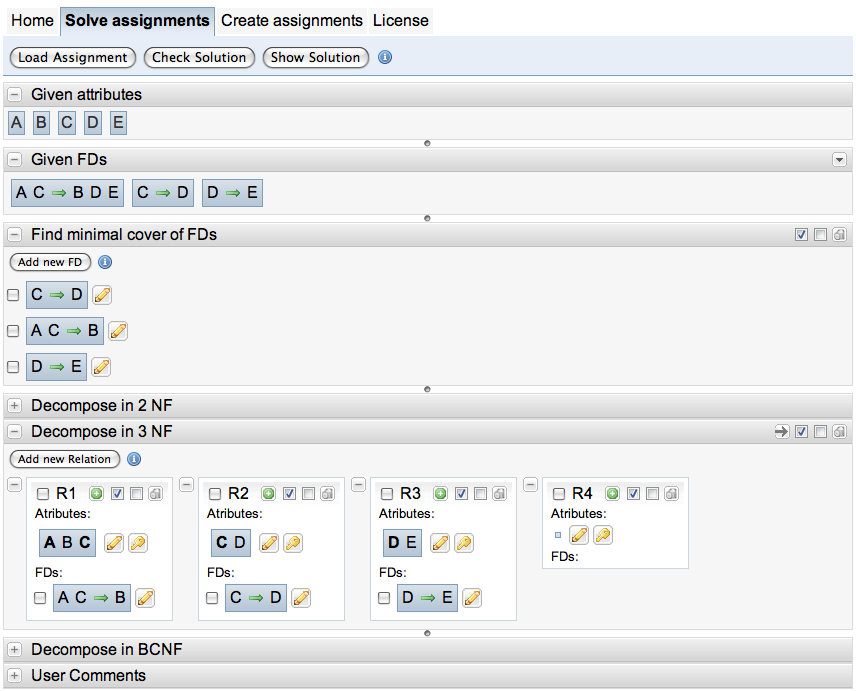 Home Solve assignments Create assignments License
Load Assignment Check Solution Show Solution
Given attributes
A B C D E
Given FDs
A C ⇒ B D E C ⇒ D D ⇒ E
Find minimal cover of FDs
Add new FD
C ⇒ D
A C ⇒ B
D ⇒ E
Decompose in 2 NF
Decompose in 3 NF
Add new Relation
R1 R2 R3 R4
Atributes: Atributes: Atributes: Atributes:
A B C C D D E
FDs: FDs: FDs: FDs:
A C ⇒ B C ⇒ D D ⇒ E
Decompose in BCNF
User Comments